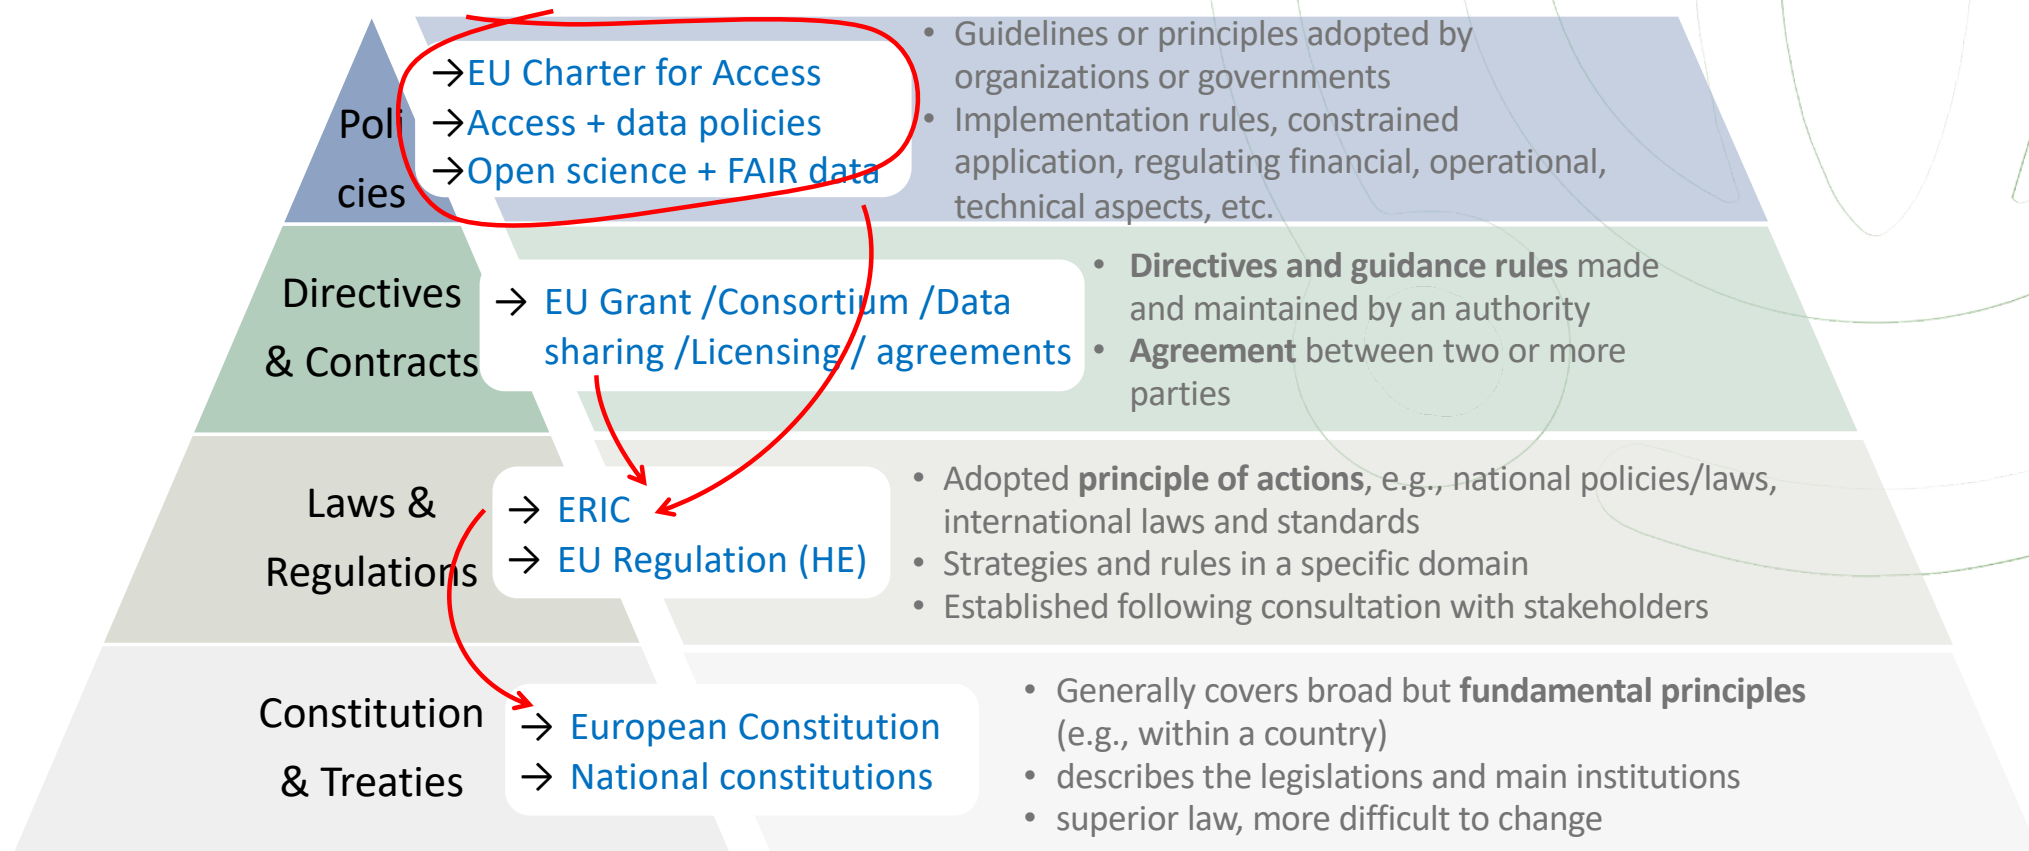 Poli
cies
→EU Charter for Access
→Access + data policies
→Open science + FAIR data
• Guidelines or principles adopted by
organizations or governments
• Implementation rules, constrained
application, regulating financial, operational,
technical aspects, etc.
Directives
& Contracts
→ EU Grant /Consortium /Data
sharing /Licensing / agreements
• Directives and guidance rules made
and maintained by an authority
• Agreement between two or more
parties
Laws &
Regulations
→ ERIC
→ EU Regulation (HE)
• Adopted principle of actions, e.g., national policies/laws,
international laws and standards
• Strategies and rules in a specific domain
• Established following consultation with stakeholders
Constitution
& Treaties
→ European Constitution
→ National constitutions
• Generally covers broad but fundamental principles
(e.g., within a country)
• describes the legislations and main institutions
• superior law, more difficult to change